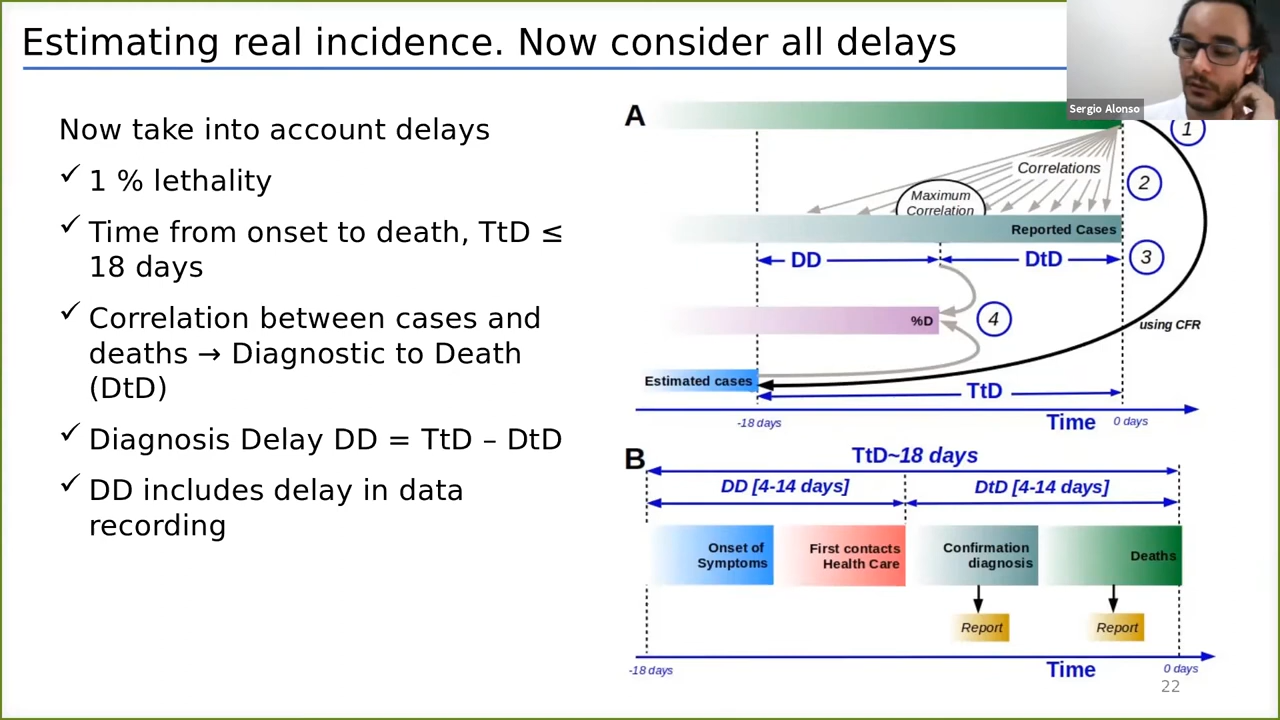 Estimating real incidence. Now consider all delays
Sergio Alonso
Now take into account delays
✓ 1 % lethality
✓ Time from onset to death, TtD ≤
18 days
✓ Correlation between cases and
deaths → Diagnostic to Death
(DtD)
✓ Diagnosis Delay DD = TtD – DtD
✓ DD includes delay in data
recording
A
1
Correlations
2
Maximum
Correlation
Reported Cases
DD
DtD
3
%D
4
using CFR
Estimated cases
TtD
-18 days
Time
0 days
B
TtD~18 days
DD [4-14 days]
DtD [4-14 days]
Onset of
Symptoms
First contacts
Health Care
Confirmation
diagnosis
Deaths
Report
Report
-18 days
Time
0 days
22